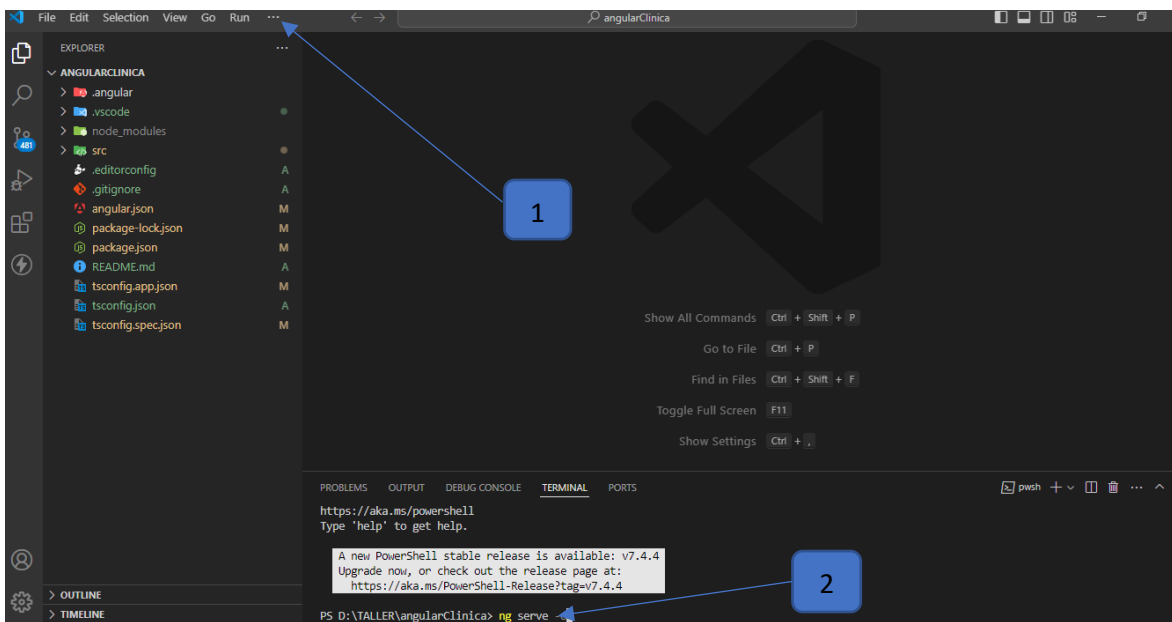 File Edit Selection View Go Run ···
angularClinica
EXPLORER ···
ANGULARCLINICA
.angular
.vscode
node_modules
481
src
.editorconfig A
.gitignore A
angular.json M
package-lock.json M
package.json M
README.md A
tsconfig.app.json M
tsconfig.json A
tsconfig.spec.json M
1
Show All Commands Ctrl + Shift + P
Go to File Ctrl + P
Find in Files Ctrl + Shift + F
Toggle Full Screen F11
Show Settings Ctrl + ,
PROBLEMS OUTPUT DEBUG CONSOLE TERMINAL PORTS
pwsh
https://aka.ms/powershell
Type 'help' to get help.
A new PowerShell stable release is available: v7.4.4
Upgrade now, or check out the release page at:
https://aka.ms/PowerShell-Release?tag=v7.4.4
2
PS D:\TALLER\angularClinica> ng serve
OUTLINE
TIMELINE